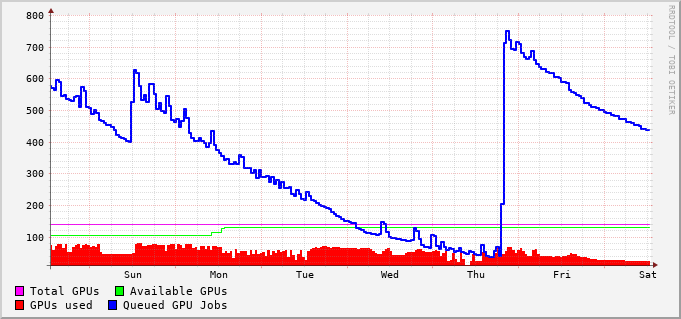 800
700
600
500
400
300
200
100
Sun Mon Tue Wed Thu Fri Sat
Total GPUs Available GPUs
GPUs used Queued GPU Jobs
RRDTOOL / TOBI OETIKER